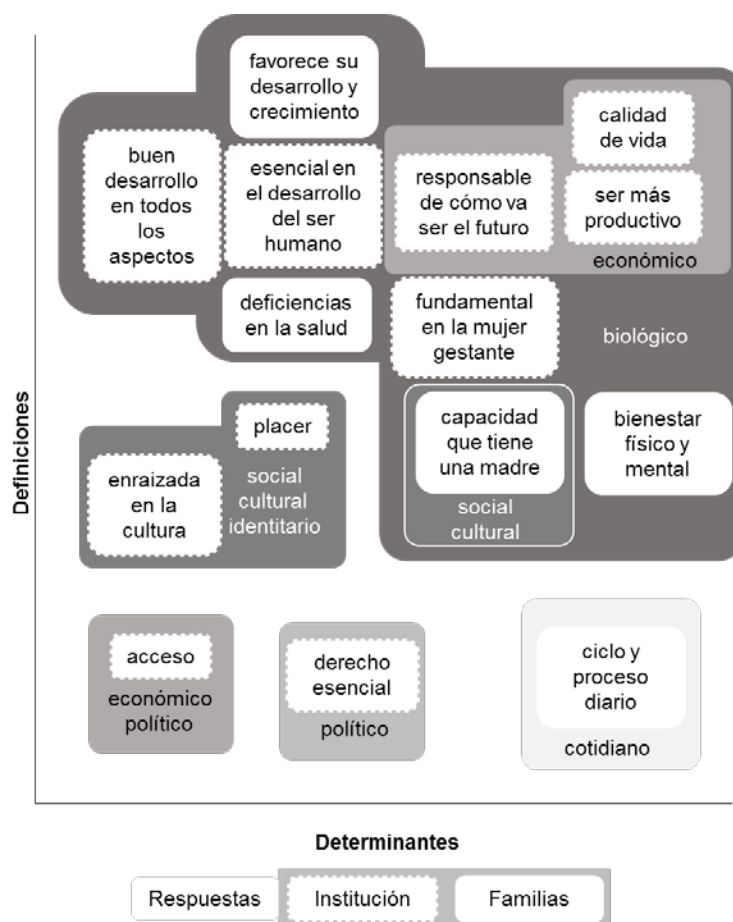 favorece su
desarrollo y
crecimiento
calidad
de vida
buen
desarrollo
en todos
los
aspectos
esencial en
el desarrollo
del ser
humano
responsable
de cómo va
ser el futuro
ser más
productivo
económico
deficiencias
en la salud
fundamental
en la mujer
gestante
biológico
Definiciones
placer
enraizada
en la
cultura
social
cultural
identitario
capacidad
que tiene
una madre
social
cultural
bienestar
físico y
mental
acceso
económico
político
derecho
esencial
político
ciclo y
proceso
diario
cotidiano
Determinantes
Respuestas
Institución
Familias